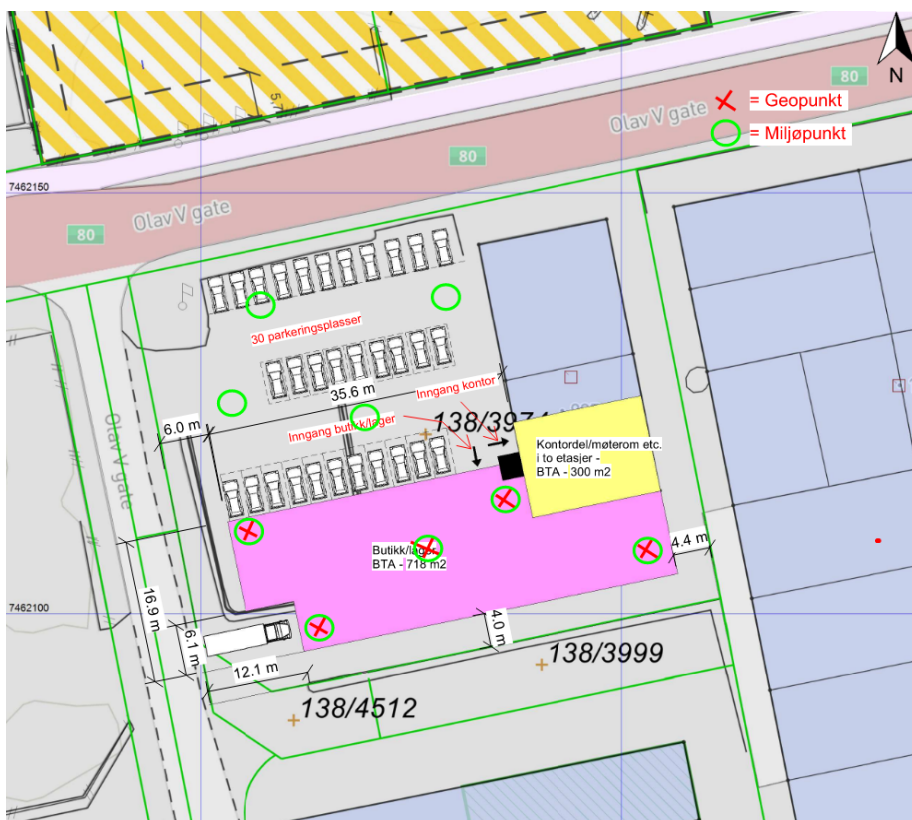 5,7
N
80
Olav V gate
= Geopunkt
= Miljøpunkt
80
7462150
Olav V gate
80
30 parkeringsplasser
35.6 m
Inngang kontor
6.0 m
Inngang butikk/lager
138/3974
Olav V gate
Kontordel/møterom etc.
i to etasjer -
BTA - 300 m2
Butikk/lager
BTA - 718 m2
4.4 m
7462100
16.9 m
6.1 m
4.0 m
12.1 m
138/3999
138/4512